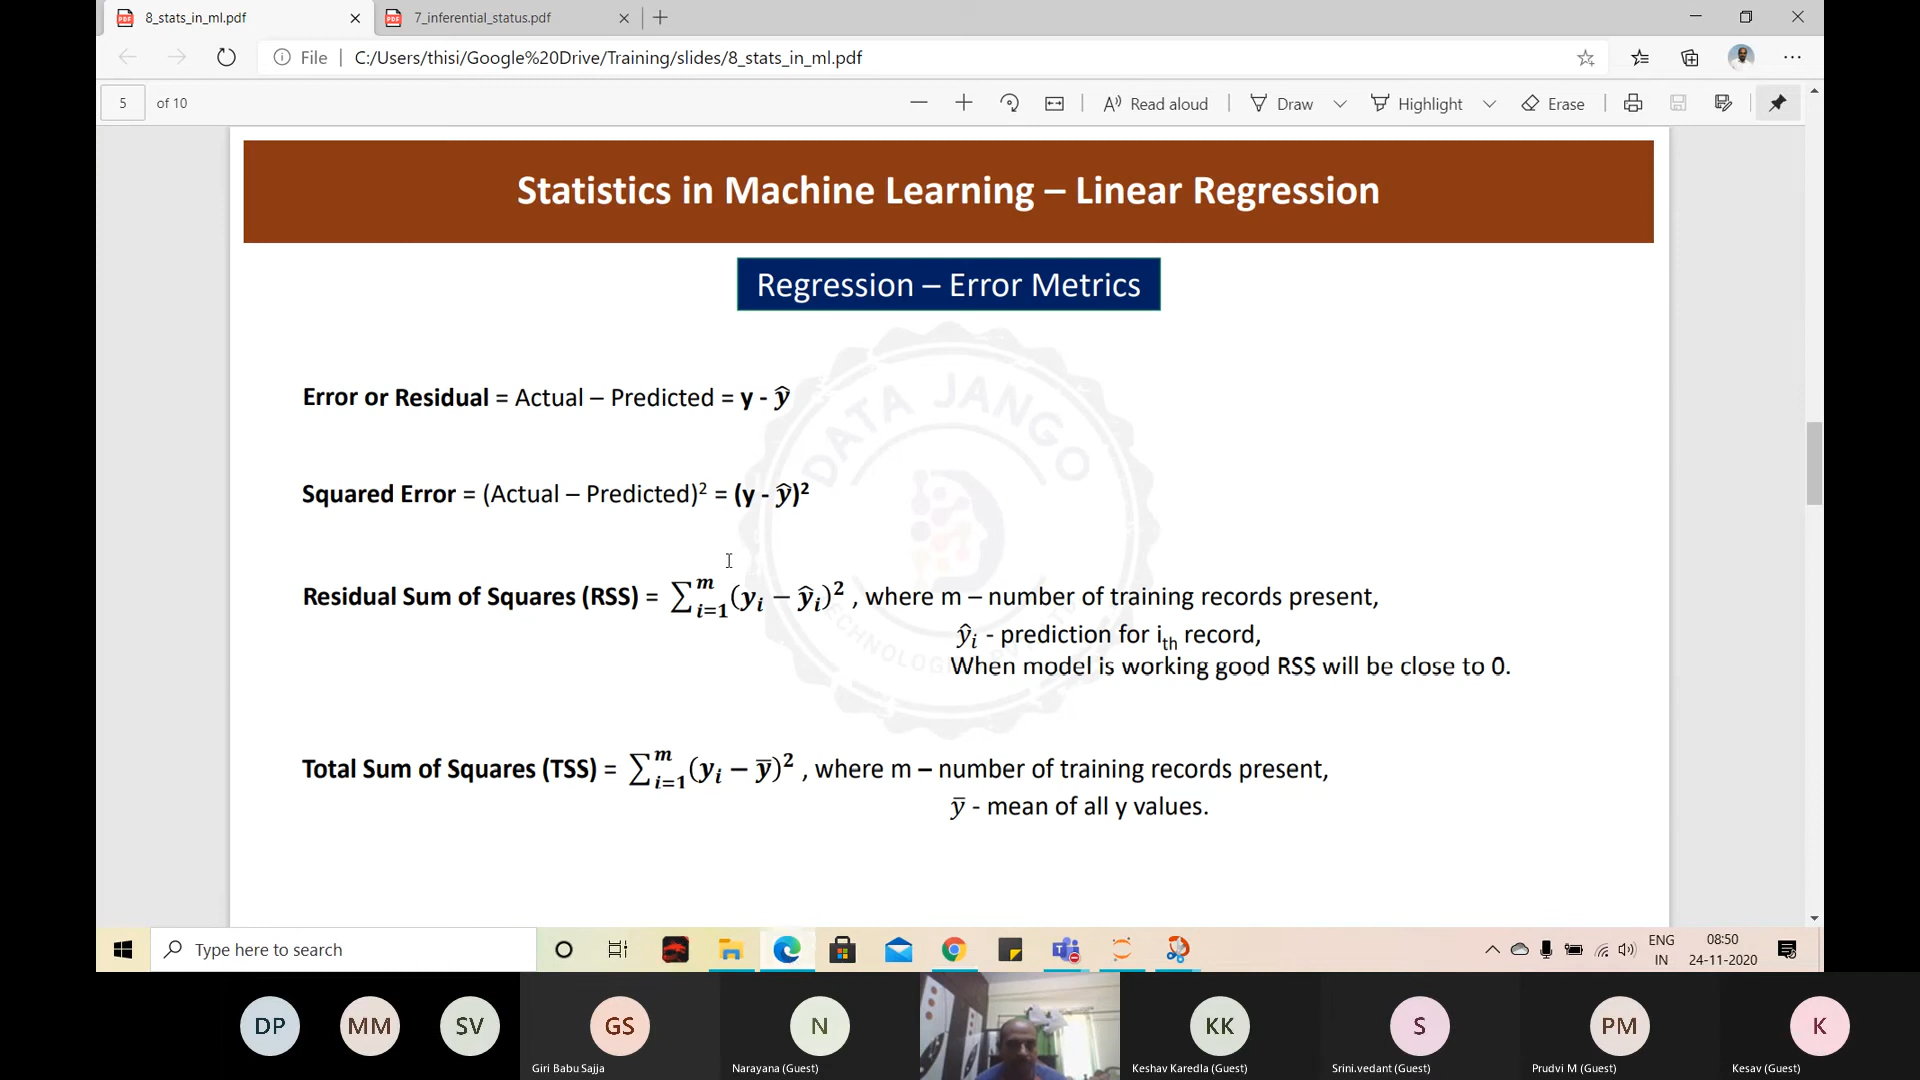 8_stats_in_ml.pdf
7_inferential_status.pdf
File
C:/Users/thisi/Google%20Drive/Training/slides/8_stats_in_ml.pdf
5 of 10
Read aloud
Draw
Highlight
Erase
Statistics in Machine Learning – Linear Regression
Regression – Error Metrics
DATA JANGO
Error or Residual = Actual – Predicted = y - ŷ
Squared Error = (Actual – Predicted)² = (y - ŷ)²
Residual Sum of Squares (RSS) = ∑ᵐᵢ₌₁(yᵢ − ŷᵢ)² , where m – number of training records present,
ŷᵢ - prediction for i_th record,
When model is working good RSS will be close to 0.
Total Sum of Squares (TSS) = ∑ᵐᵢ₌₁(yᵢ − y̅)² , where m – number of training records present,
y̅ - mean of all y values.
Type here to search
ENG
IN
08:50
24-11-2020
DP
MM
SV
GS
N
KK
S
PM
K
Giri Babu Sajja
Narayana (Guest)
Keshav Karedla (Guest)
Srini.vedant (Guest)
Prudvi M (Guest)
Kesav (Guest)